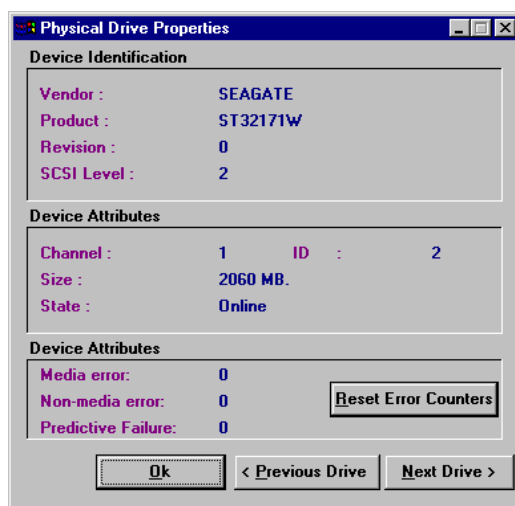 Physical Drive Properties
Device Identification
Vendor : SEAGATE
Product : ST32171W
Revision : 0
SCSI Level : 2
Device Attributes
Channel : 1 ID : 2
Size : 2060 MB.
State : Online
Device Attributes
Media error: 0
Non-media error: 0
Reset Error Counters
Predictive Failure: 0
Ok < Previous Drive Next Drive >